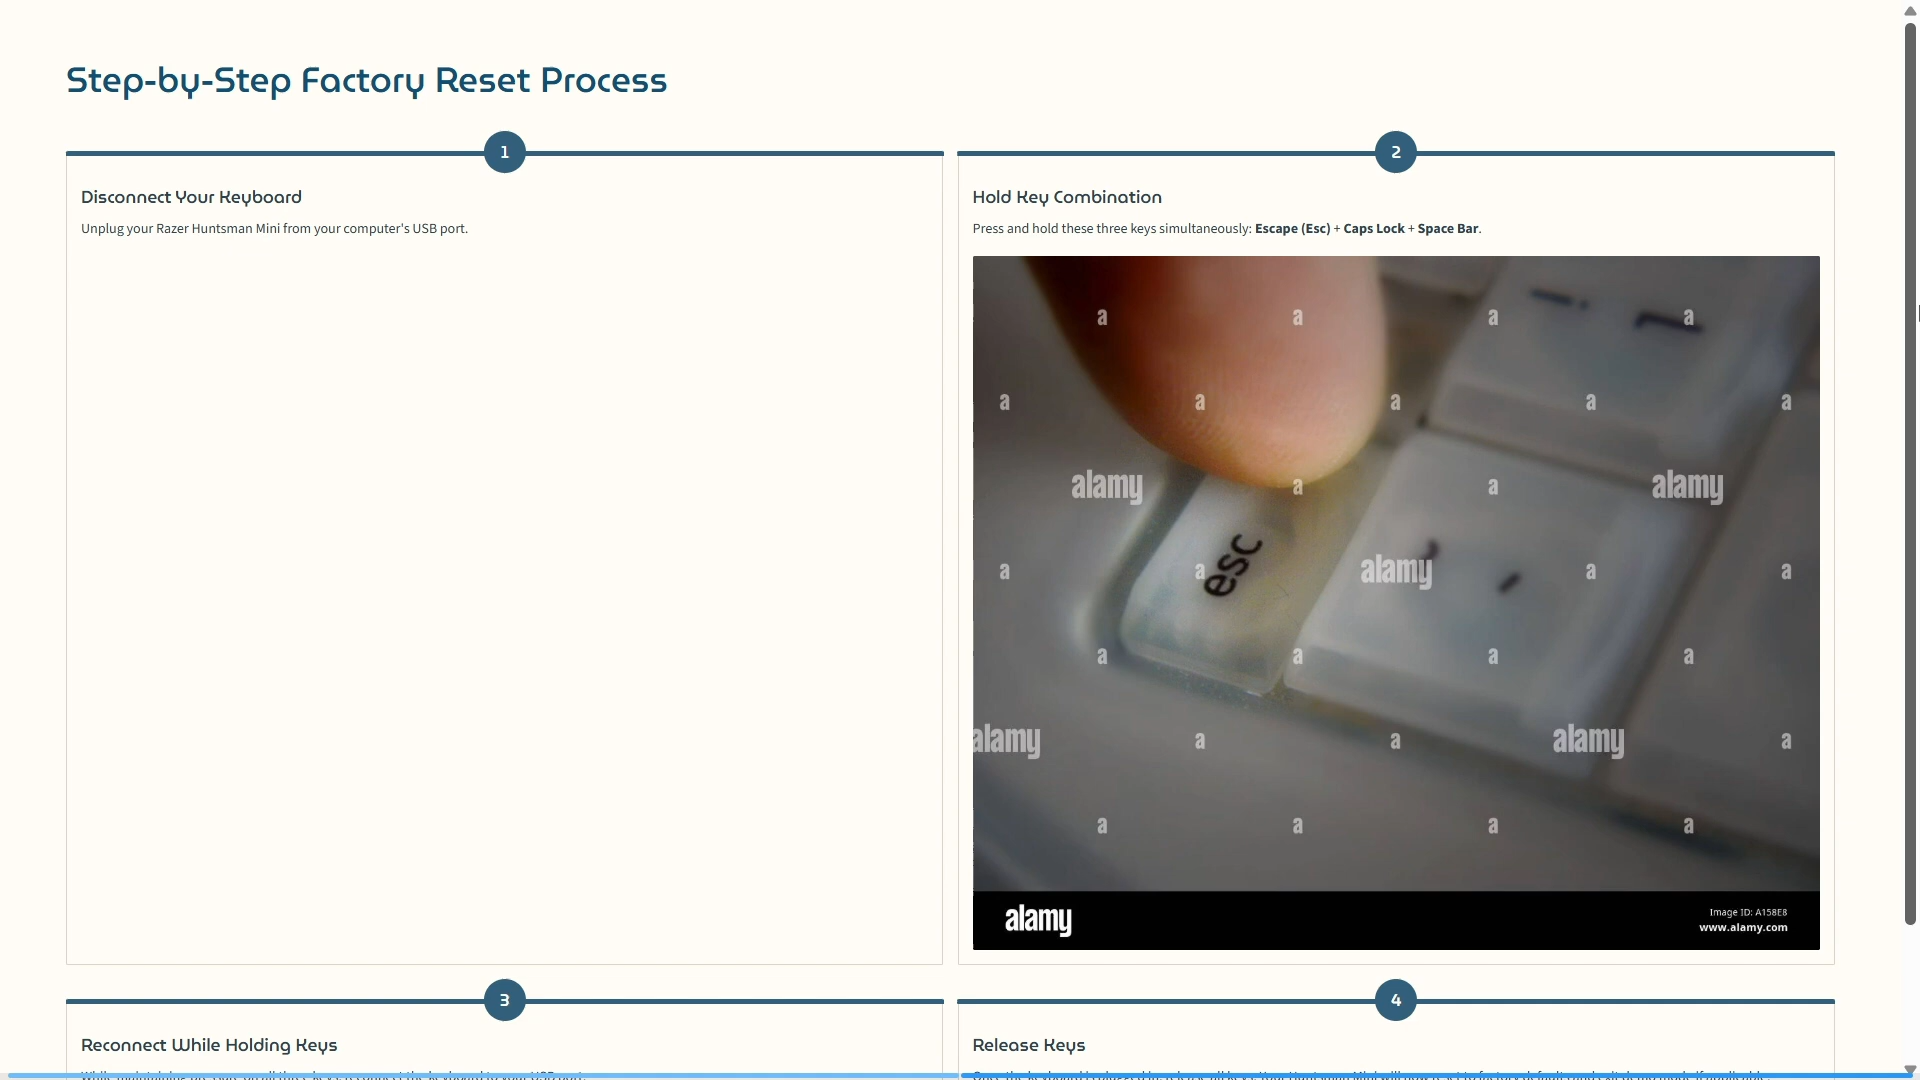 Step-by-Step Factory Reset Process
1
Disconnect Your Keyboard
Unplug your Razer Huntsman Mini from your computer's USB port.
2
Hold Key Combination
Press and hold these three keys simultaneously: Escape (Esc) + Caps Lock + Space Bar.
a a a a
a a a a a
alamy a a alamy
esc
a a alamy a a
a a a a
alamy a a alamy a
a a a a
alamy
Image ID: A158E8
www.alamy.com
3
Reconnect While Holding Keys
4
Release Keys